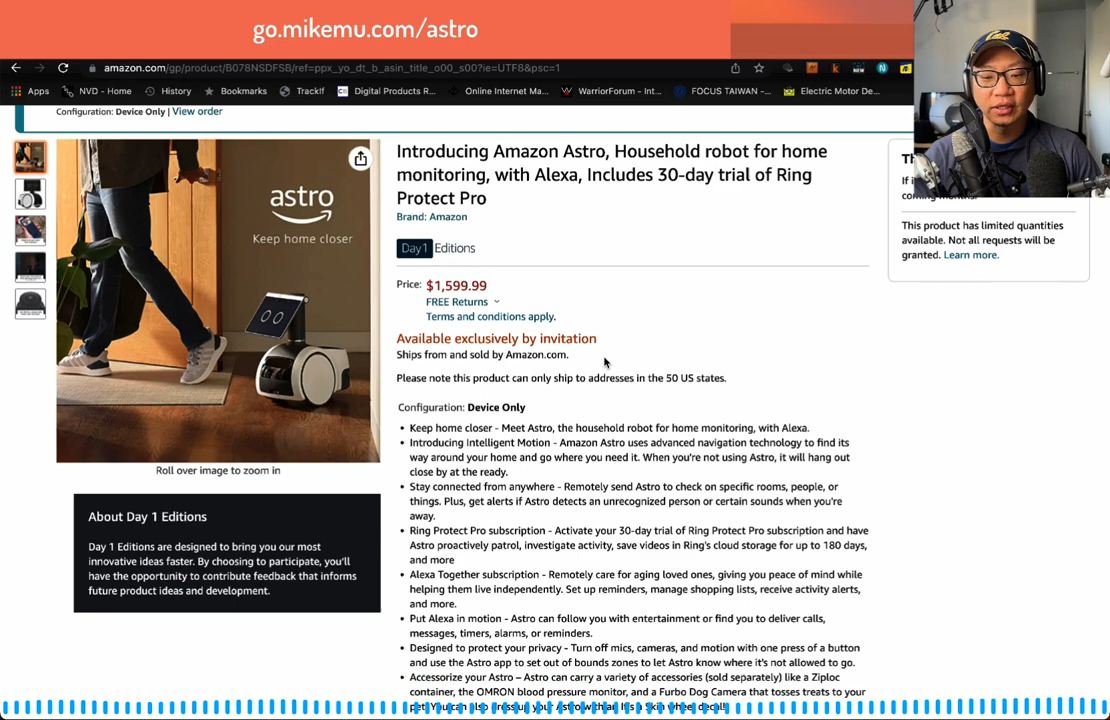 go.mikemu.com/astro
amazon.com/gp/product/B078NSDFSB/ref=ppx_yo_dt_b_asin_title_o00_s00?ie=UTF8&psc=1
Apps NVD - Home History Bookmarks TrackIf Digital Products R... Online Internet Ma... WarriorForum - Int... FOCUS TAIWAN -... Electric Motor De...
Configuration: Device Only | View order
astro
Keep home closer
Roll over image to zoom in
About Day 1 Editions
Day 1 Editions are designed to bring you our most
innovative ideas faster. By choosing to participate, you'll
have the opportunity to contribute feedback that informs
future product ideas and development.
Introducing Amazon Astro, Household robot for home
monitoring, with Alexa, Includes 30-day trial of Ring
Protect Pro
Brand: Amazon
Day1 Editions
Price: $1,599.99
FREE Returns
Terms and conditions apply.
Available exclusively by invitation
Ships from and sold by Amazon.com.
Please note this product can only ship to addresses in the 50 US states.
Configuration: Device Only
• Keep home closer - Meet Astro, the household robot for home monitoring, with Alexa.
• Introducing Intelligent Motion - Amazon Astro uses advanced navigation technology to find its
way around your home and go where you need it. When you're not using Astro, it will hang out
close by at the ready.
• Stay connected from anywhere - Remotely send Astro to check on specific rooms, people, or
things. Plus, get alerts if Astro detects an unrecognized person or certain sounds when you're
away.
• Ring Protect Pro subscription - Activate your 30-day trial of Ring Protect Pro subscription and have
Astro proactively patrol, investigate activity, save videos in Ring's cloud storage for up to 180 days,
and more
• Alexa Together subscription - Remotely care for aging loved ones, giving you peace of mind while
helping them live independently. Set up reminders, manage shopping lists, receive activity alerts,
and more.
• Put Alexa in motion - Astro can follow you with entertainment or find you to deliver calls,
messages, timers, alarms, or reminders.
• Designed to protect your privacy - Turn off mics, cameras, and motion with one press of a button
and use the Astro app to set out of bounds zones to let Astro know where it's not allowed to go.
• Accessorize your Astro – Astro can carry a variety of accessories (sold separately) like a Ziploc
container, the OMRON blood pressure monitor, and a Furbo Dog Camera that tosses treats to your
pet. You can also dress up your Astro with an
Th
If i
coming months.
This product has limited quantities
available. Not all requests will be
granted. Learn more.